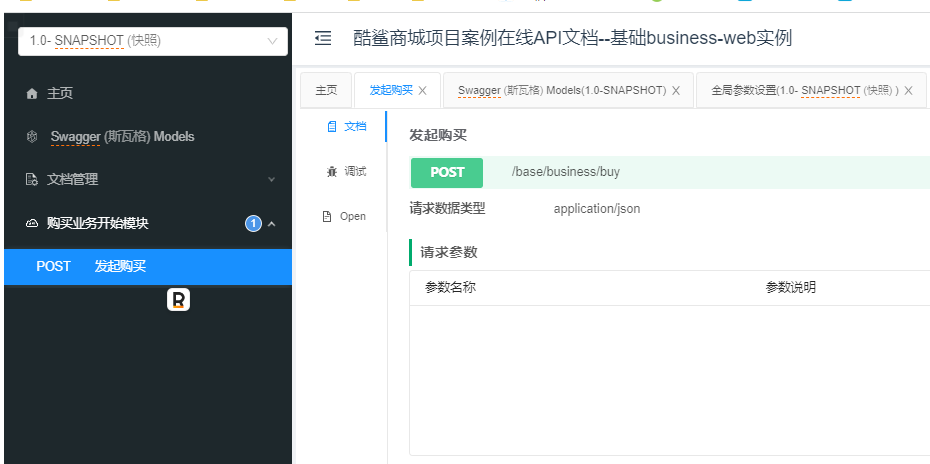 1.0- SNAPSHOT (快照)
主页
Swagger (斯瓦格) Models
文档管理
购买业务开始模块 1
POST 发起购买
R
酷鲨商城项目案例在线API文档--基础business-web实例
主页 发起购买 X Swagger (斯瓦格) Models(1.0-SNAPSHOT) X 全局参数设置(1.0- SNAPSHOT (快照) ) X
文档
调试
Open
发起购买
POST /base/business/buy
请求数据类型 application/json
请求参数
参数名称 参数说明